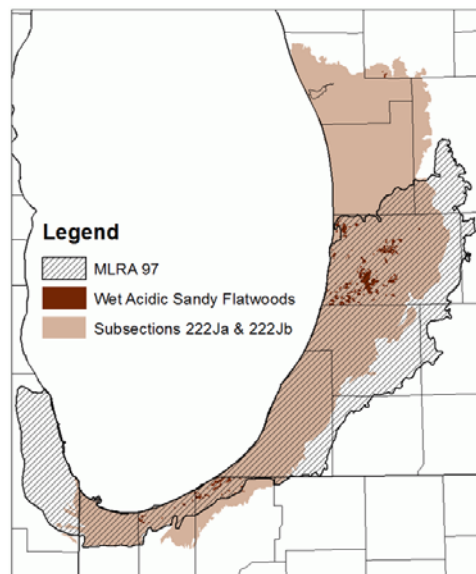 Legend
MLRA 97
Wet Acidic Sandy Flatwoods
Subsections 222Ja & 222Jb